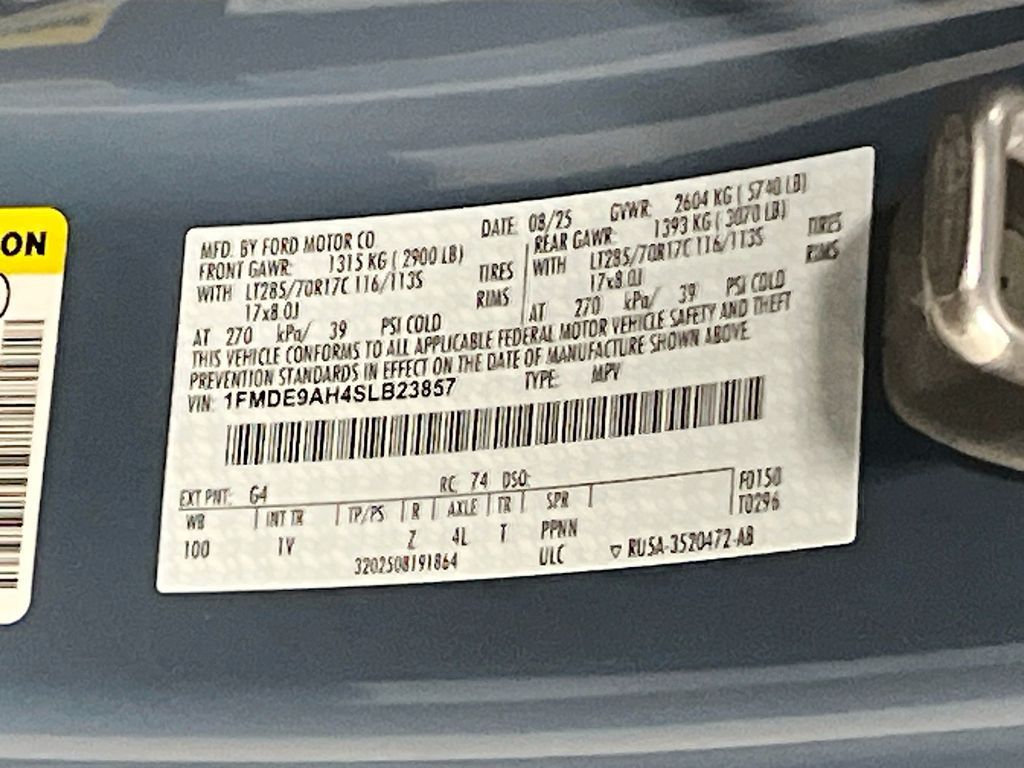 ON
MFD. BY FORD MOTOR CO. DATE: 08/25 GVWR: 2604 KG ( 5740 LB)
FRONT GAWR: 1315 KG ( 2900 LB) REAR GAWR: 1393 KG ( 3070 LB)
WITH LT285/70R17C 116/113S TIRES WITH LT285/70R17C 116/113S TIRES
17x8.0J RIMS 17x8.0J RIMS
AT 270 kPa/ 39 PSI COLD AT 270 kPa/ 39 PSI COLD
THIS VEHICLE CONFORMS TO ALL APPLICABLE FEDERAL MOTOR VEHICLE SAFETY AND THEFT
PREVENTION STANDARDS IN EFFECT ON THE DATE OF MANUFACTURE SHOWN ABOVE.
VIN: 1FMDE9AH4SLB23857 TYPE: MPV
EXT PNT: G4 RC: 74 DSO: F0150
WB INT TR TP/PS R AXLE TR SPR T0296
100 1V Z 4L T PPNN
3202508191864 ULC ▽ RU5A-3520472-AB